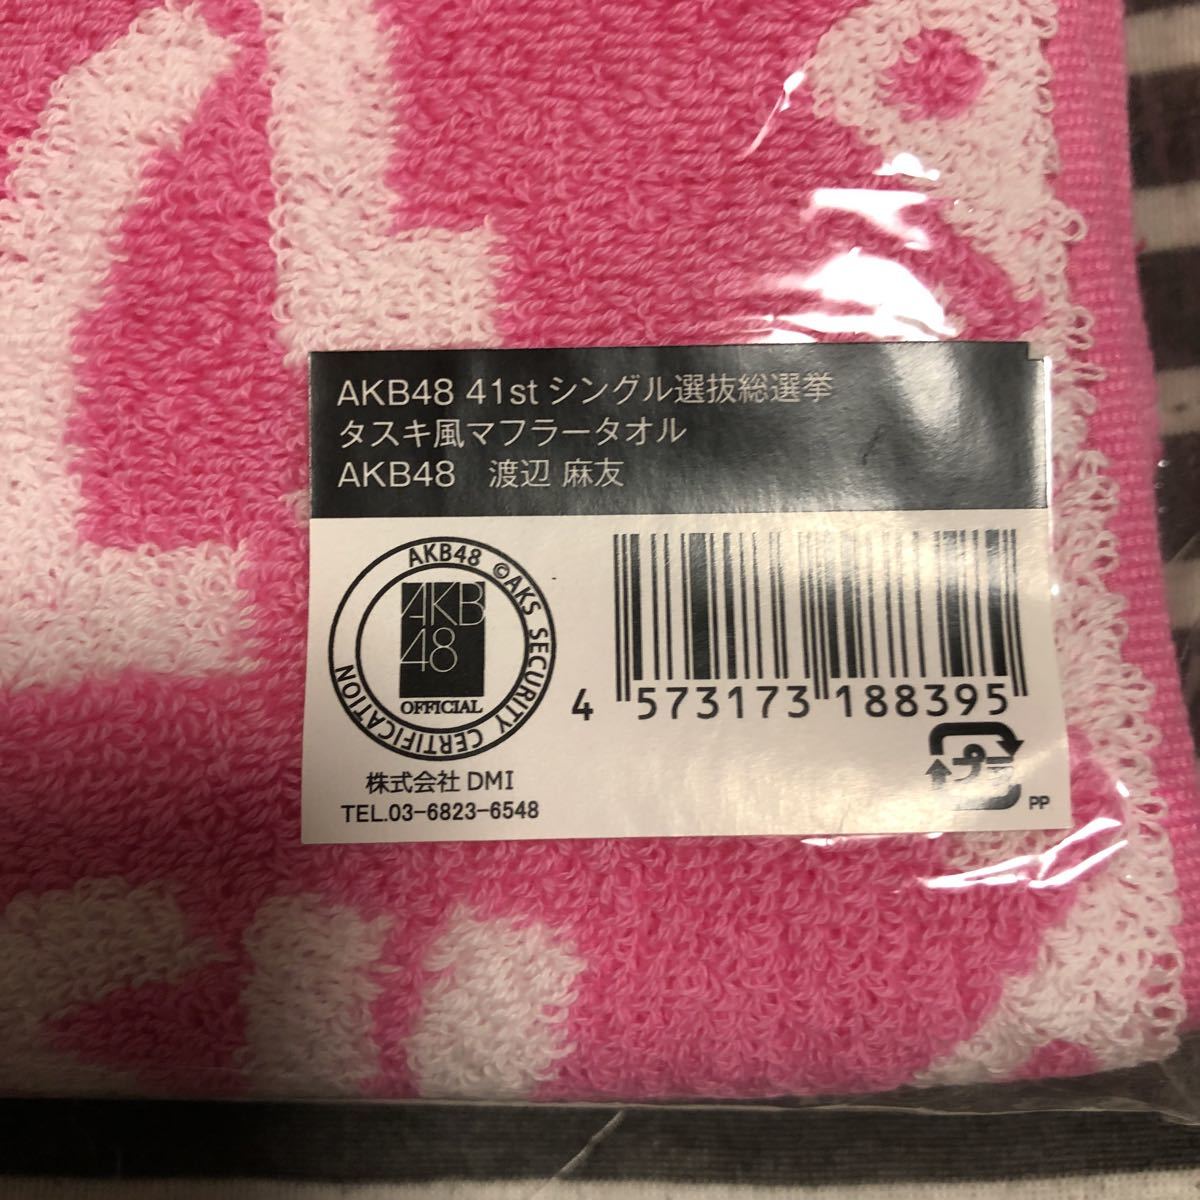 AKB48 41st シングル選抜総選挙
タスキ風マフラータオル
AKB48　渡辺 麻友
AKB48 ©AKS SECURITY CERTIFICATION
AKB
48
OFFICIAL
株式会社 DMI
TEL.03-6823-6548
4 573173 188395
プラ
PP